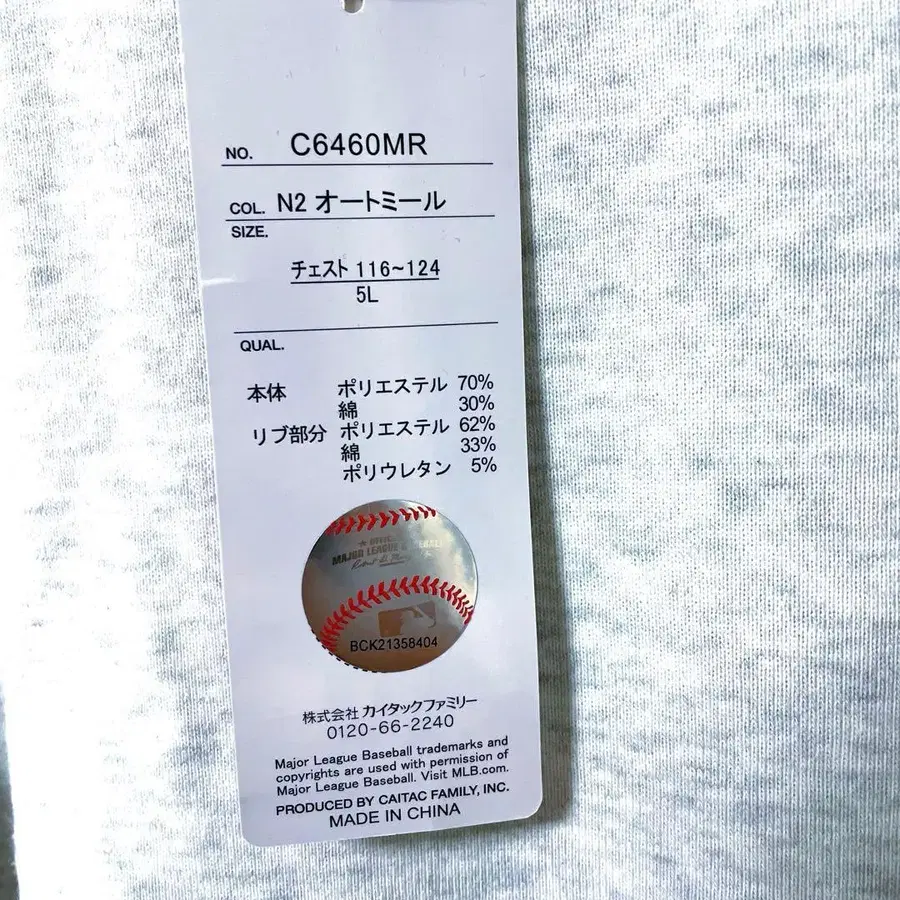 NO. C6460MR
COL. N2 オートミール
SIZE.
チェスト 116~124
5L
QUAL.
本体 ポリエステル 70%
綿 30%
リブ部分 ポリエステル 62%
綿 33%
ポリウレタン 5%
MAJOR LEAGUE BASEBALL
BCK21358404
株式会社 カイタックファミリー
0120-66-2240
Major League Baseball trademarks and
copyrights are used with permission of
Major League Baseball. Visit MLB.com.
PRODUCED BY CAITAC FAMILY, INC.
MADE IN CHINA